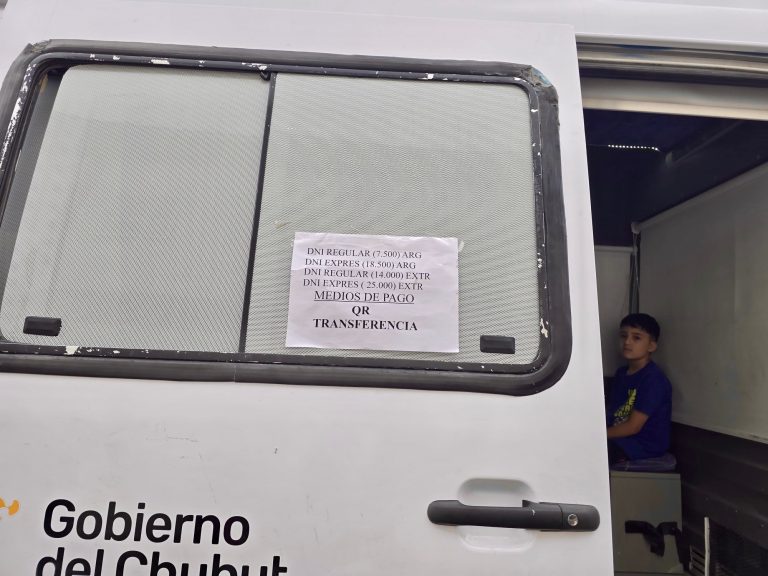 DNI REGULAR (7.500) ARG
DNI EXPRES (18.500) ARG
DNI REGULAR (14.000) EXTR
DNI EXPRES ( 25.000) EXTR
MEDIOS DE PAGO
QR
TRANSFERENCIA
Gobierno
del Chubut